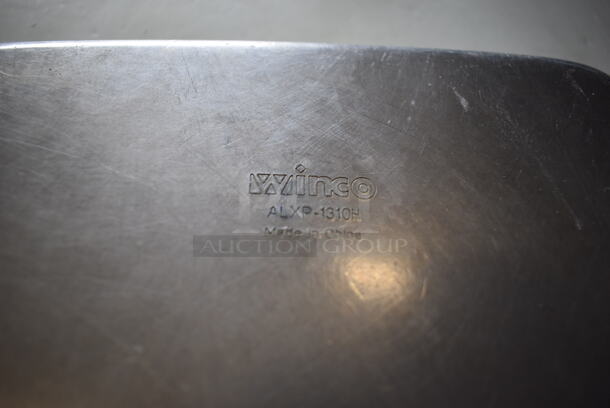 Winco
ALXP-1310H
Made in China
AUCTION GROUP